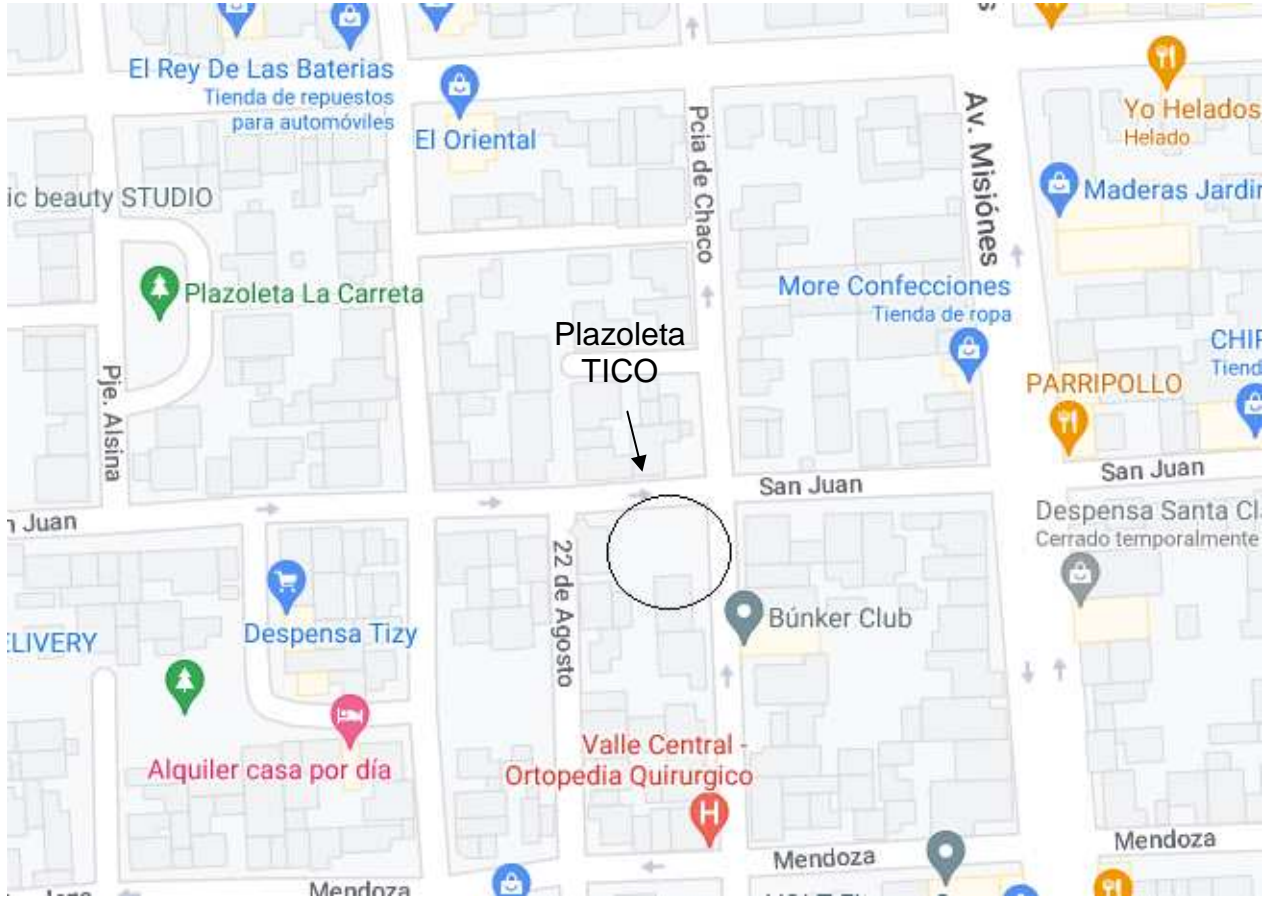 El Rey De Las Baterias
Tienda de repuestos
para automóviles
El Oriental
Pcia de Chaco
Av. Misiónes
Yo Helados
Helado
Maderas Jardin
ic beauty STUDIO
Plazoleta La Carreta
More Confecciones
Tienda de ropa
Plazoleta
TICO
CHIF
Tiend
PARRIPOLLO
Pje. Alsina
San Juan
San Juan
n Juan
Despensa Santa Cl
Cerrado temporalmente
22 de Agosto
Búnker Club
ELIVERY
Despensa Tizy
Valle Central -
Ortopedia Quirurgico
H
Alquiler casa por día
Mendoza
Mendoza
Mendoza